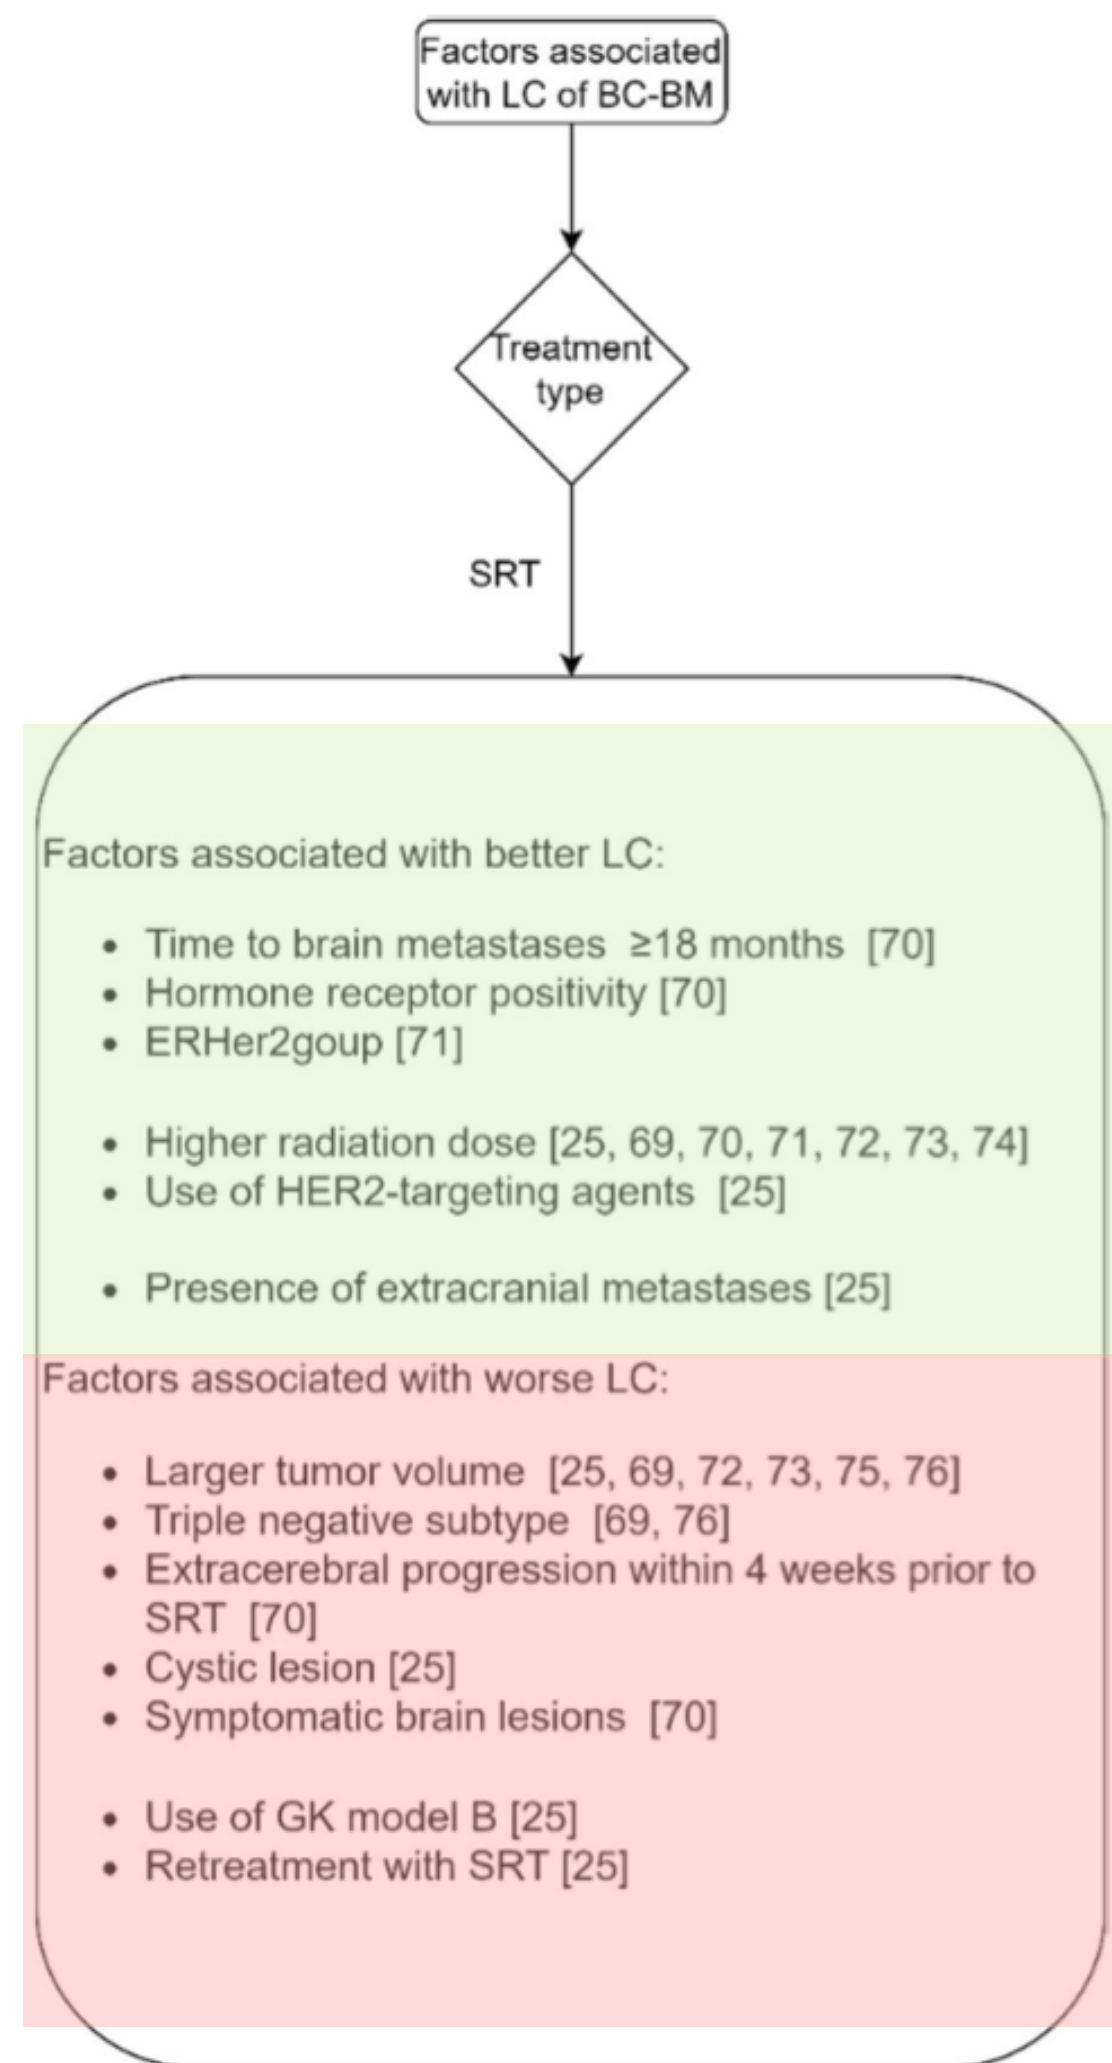 Factors associated
with LC of BC-BM
Treatment
type
SRT
Factors associated with better LC:
• Time to brain metastases ≥18 months [70]
• Hormone receptor positivity [70]
• ERHer2goup [71]
• Higher radiation dose [25, 69, 70, 71, 72, 73, 74]
• Use of HER2-targeting agents [25]
• Presence of extracranial metastases [25]
Factors associated with worse LC:
• Larger tumor volume [25, 69, 72, 73, 75, 76]
• Triple negative subtype [69, 76]
• Extracerebral progression within 4 weeks prior to
SRT [70]
• Cystic lesion [25]
• Symptomatic brain lesions [70]
• Use of GK model B [25]
• Retreatment with SRT [25]